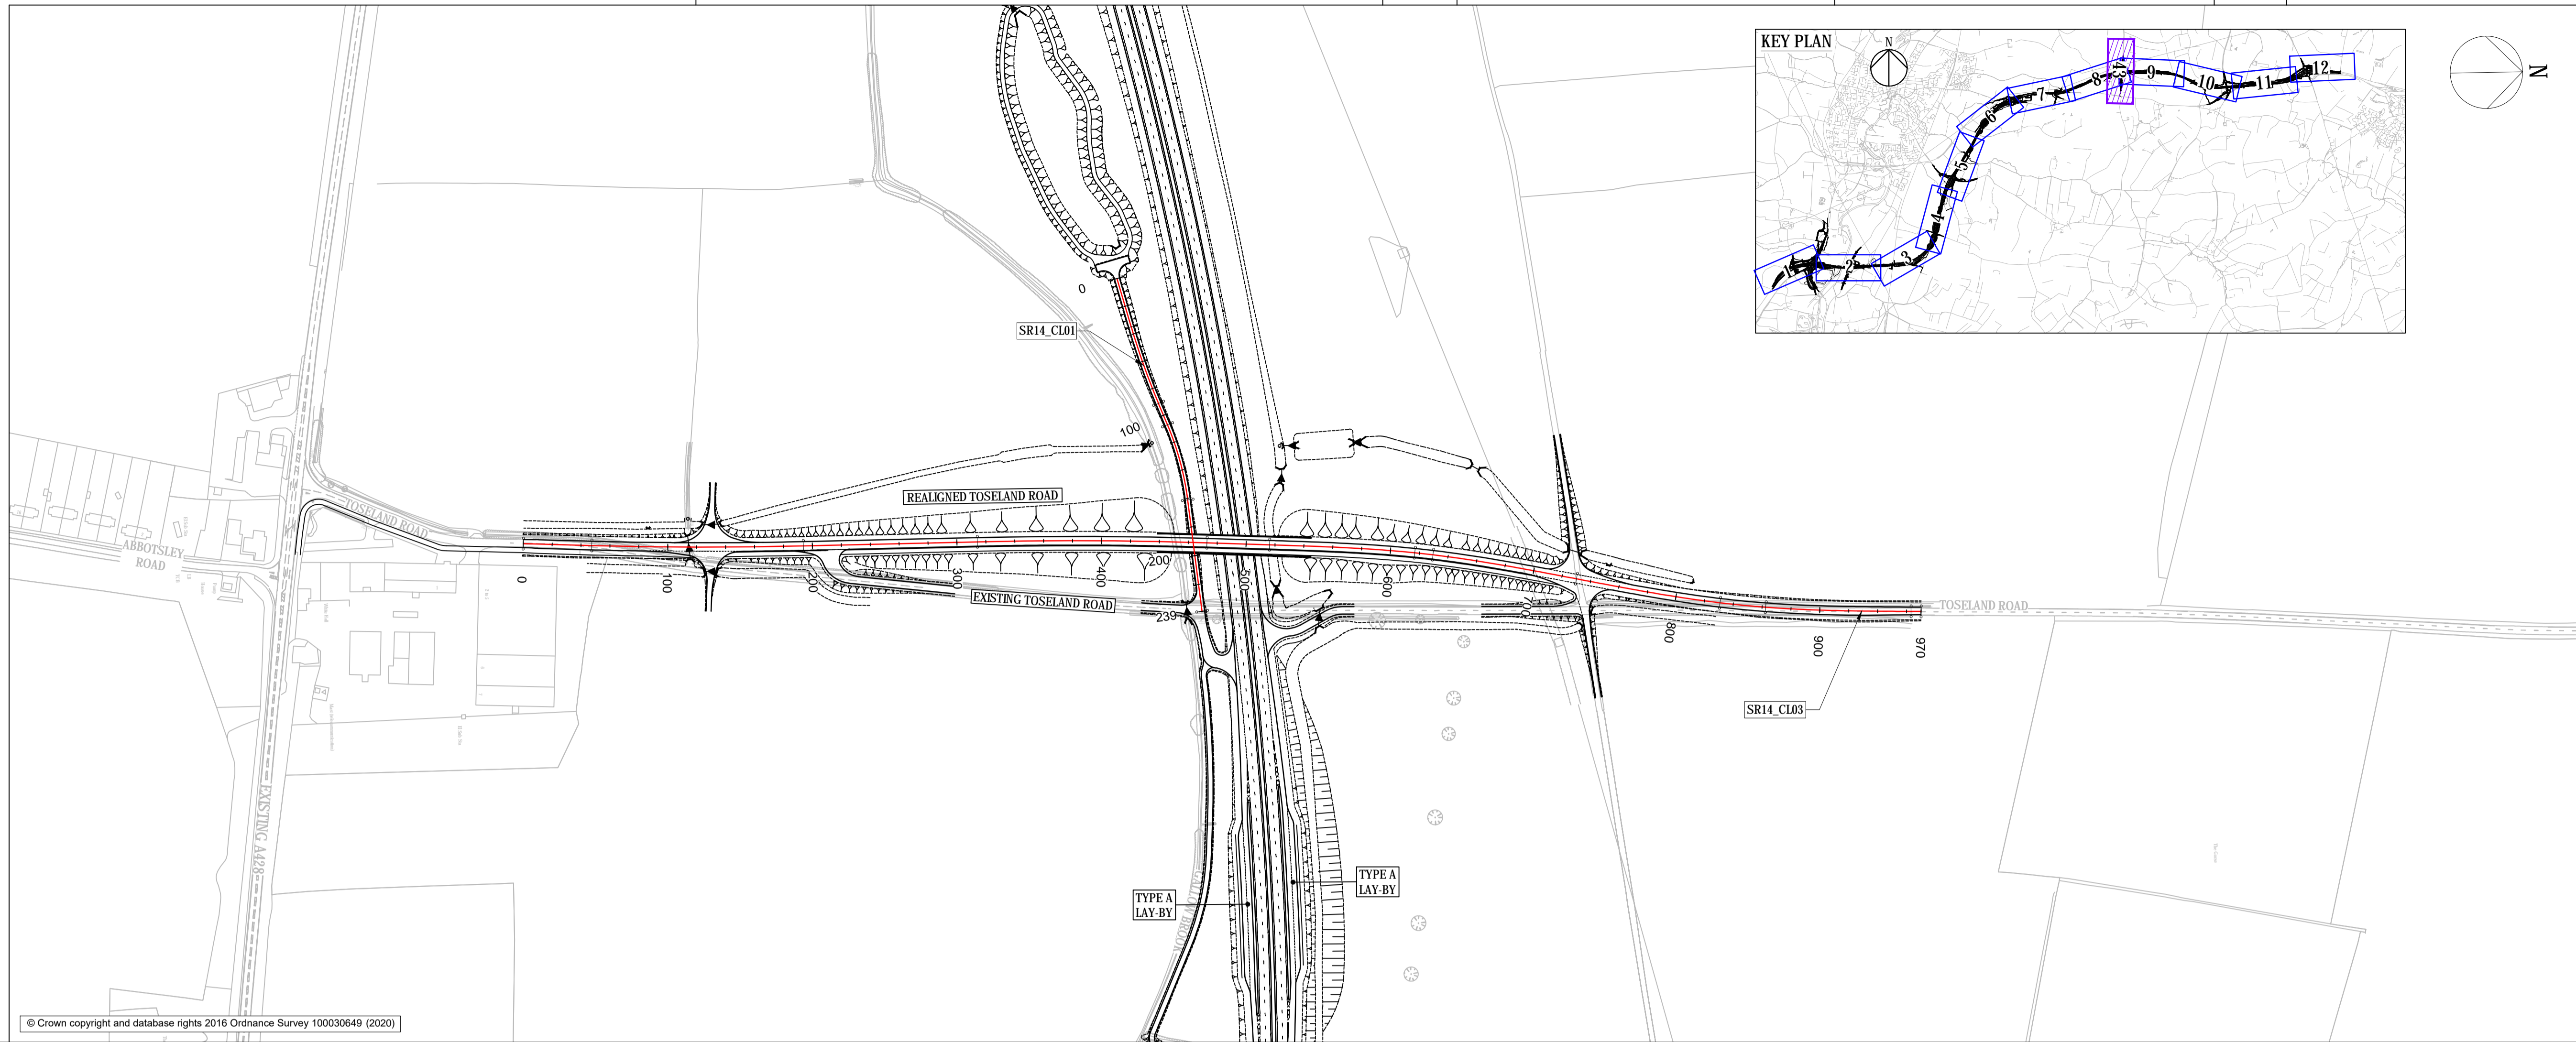 KEY PLAN
N
1
2
3
4
5
6
7
8
43
9
10
11
12
N
0
SR14_CL01
100
200
239
REALIGNED TOSELAND ROAD
TOSELAND ROAD
ABBOTSLEY
ROAD
0
100
200
300
400
500
600
700
800
900
970
EXISTING TOSELAND ROAD
TOSELAND ROAD
SR14_CL03
TYPE A
LAY-BY
TYPE A
LAY-BY
GALLOW BROOK
EXISTING A428
© Crown copyright and database rights 2016 Ordnance Survey 100030649 (2020)